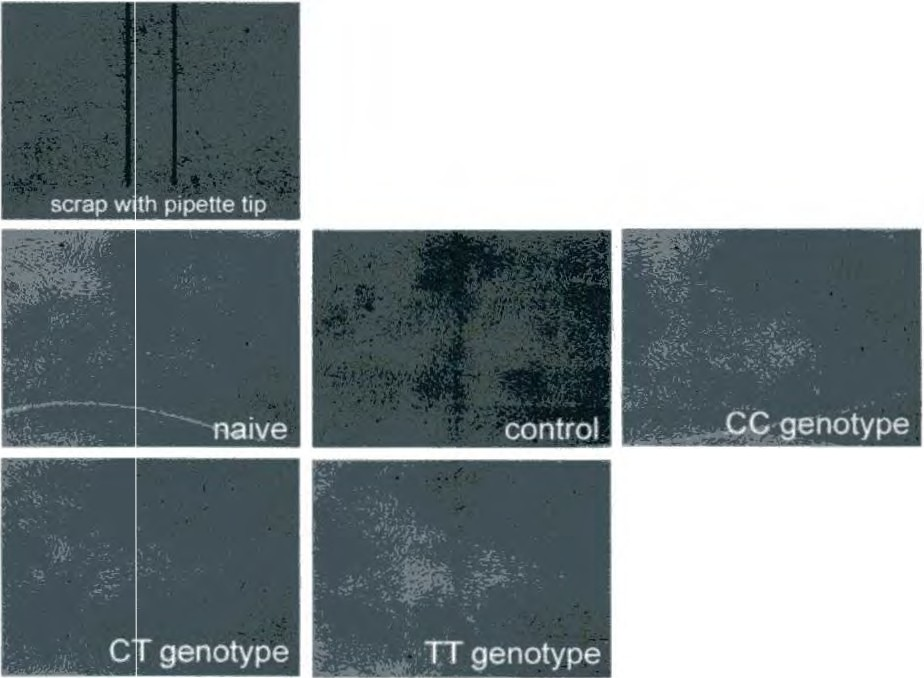 scrap with pipette tip
naive
control
CC genotype
CT genotype
TT genotype